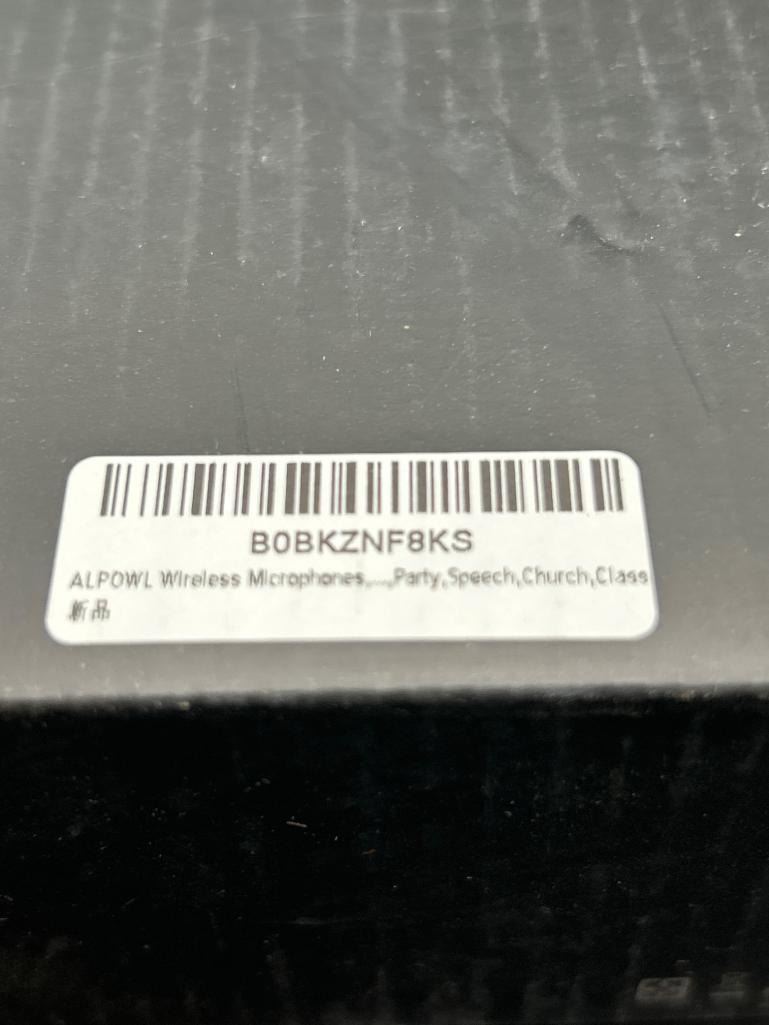 B0BKZNF8KS
ALPOWL Wireless Microphones,...,Party,Speech,Church,Class
新品